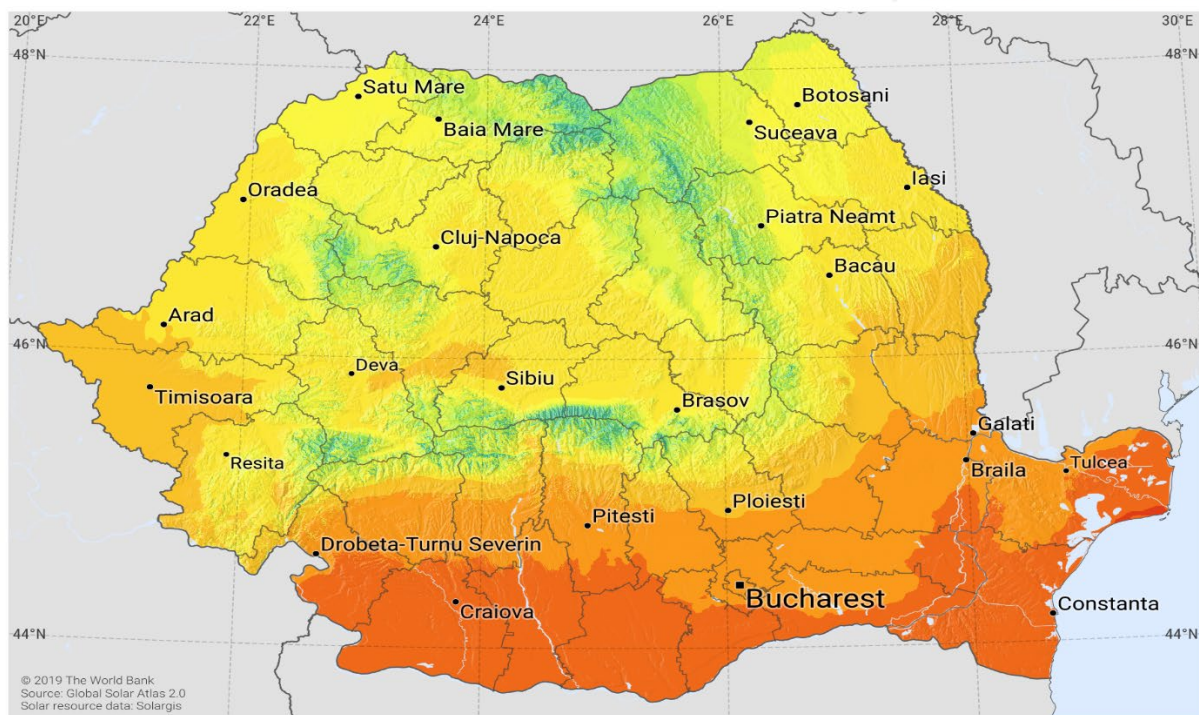 20°E
22°E
24°E
26°E
28°E
30°E
48°N
48°N
Satu Mare
Botosani
Baia Mare
Suceava
Oradea
Iasi
Piatra Neamt
Cluj-Napoca
Bacau
Arad
46°N
46°N
Deva
Timisoara
Sibiu
Brasov
Galati
Resita
Braila
Tulcea
Ploiesti
Pitesti
Drobeta-Turnu Severin
Bucharest
Craiova
Constanta
44°N
44°N
© 2019 The World Bank
Source: Global Solar Atlas 2.0
Solar resource data: Solargis